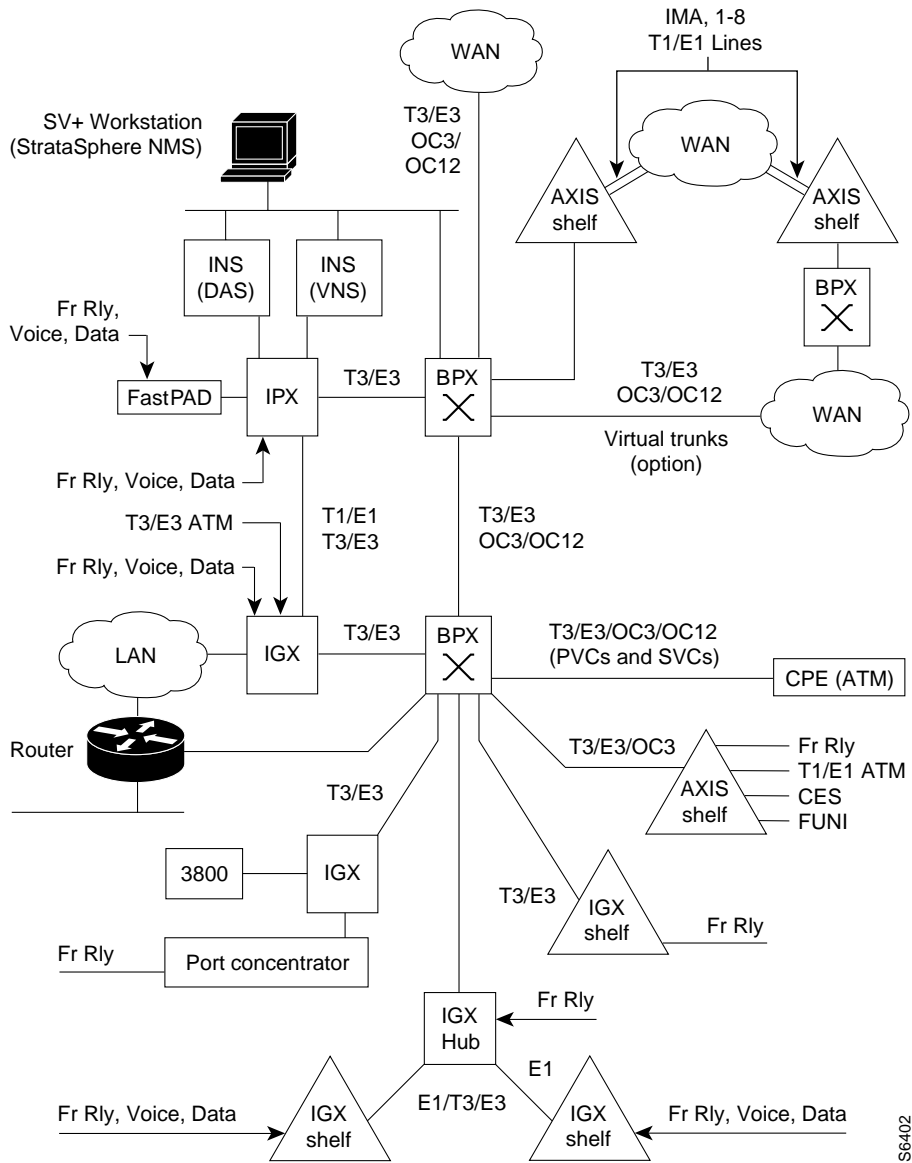 IMA, 1-8
T1/E1 Lines
WAN
SV+ Workstation
(StrataSphere NMS)
T3/E3
OC3/
OC12
WAN
AXIS
shelf
AXIS
shelf
INS
(DAS)
INS
(VNS)
BPX
Fr Rly,
Voice, Data
FastPAD
IPX
T3/E3
BPX
T3/E3
OC3/OC12
WAN
Virtual trunks
(option)
Fr Rly, Voice, Data
T3/E3 ATM
T1/E1
T3/E3
T3/E3
OC3/OC12
Fr Rly, Voice, Data
LAN
IGX
T3/E3
BPX
T3/E3/OC3/OC12
(PVCs and SVCs)
CPE (ATM)
Router
T3/E3/OC3
AXIS
shelf
Fr Rly
T1/E1 ATM
CES
FUNI
T3/E3
3800
IGX
T3/E3
IGX
shelf
Fr Rly
Fr Rly
Port concentrator
IGX
Hub
Fr Rly
E1
E1/T3/E3
Fr Rly, Voice, Data
IGX
shelf
IGX
shelf
Fr Rly, Voice, Data
S6402